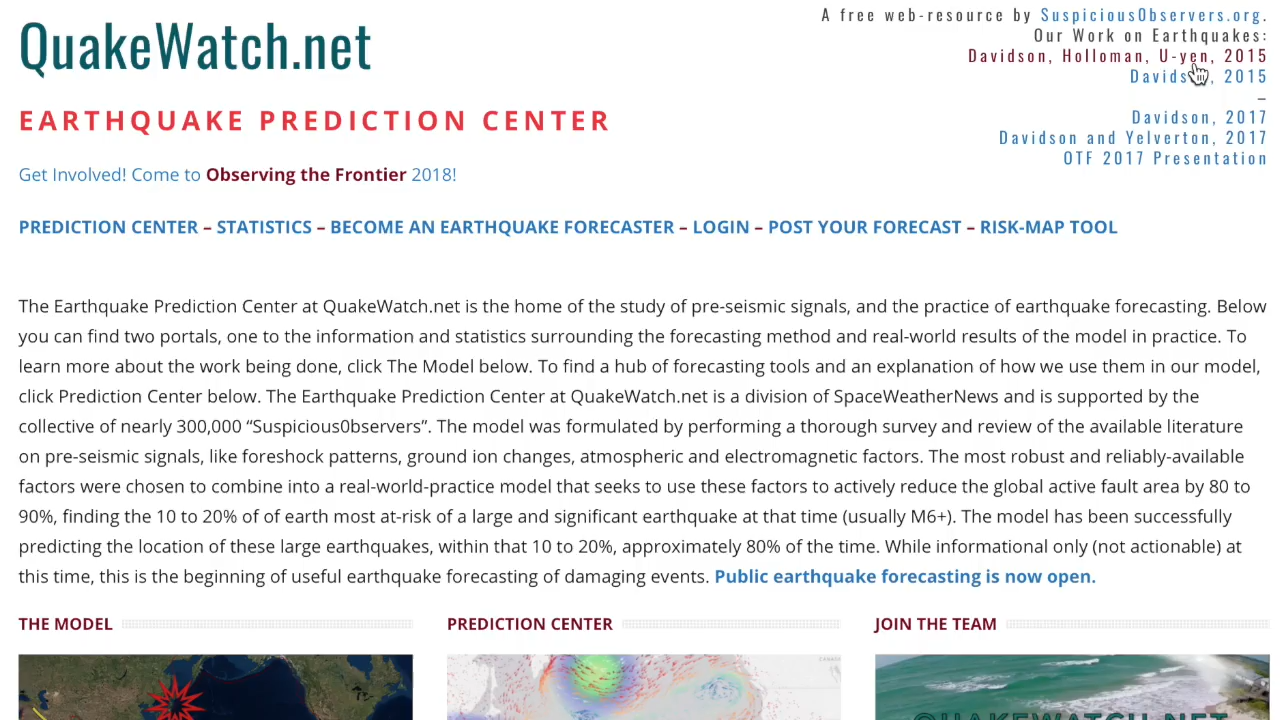 QuakeWatch.net
A free web-resource by Suspicious0bservers.org.
Our Work on Earthquakes:
Davidson, Holloman, U-yen, 2015
Davidson, 2015
–
Davidson, 2017
Davidson and Yelverton, 2017
OTF 2017 Presentation
EARTHQUAKE PREDICTION CENTER
Get Involved! Come to Observing the Frontier 2018!
PREDICTION CENTER – STATISTICS – BECOME AN EARTHQUAKE FORECASTER – LOGIN – POST YOUR FORECAST – RISK-MAP TOOL
The Earthquake Prediction Center at QuakeWatch.net is the home of the study of pre-seismic signals, and the practice of earthquake forecasting. Below
you can find two portals, one to the information and statistics surrounding the forecasting method and real-world results of the model in practice. To
learn more about the work being done, click The Model below. To find a hub of forecasting tools and an explanation of how we use them in our model,
click Prediction Center below. The Earthquake Prediction Center at QuakeWatch.net is a division of SpaceWeatherNews and is supported by the
collective of nearly 300,000 “Suspicious0bservers”. The model was formulated by performing a thorough survey and review of the available literature
on pre-seismic signals, like foreshock patterns, ground ion changes, atmospheric and electromagnetic factors. The most robust and reliably-available
factors were chosen to combine into a real-world-practice model that seeks to use these factors to actively reduce the global active fault area by 80 to
90%, finding the 10 to 20% of of earth most at-risk of a large and significant earthquake at that time (usually M6+). The model has been successfully
predicting the location of these large earthquakes, within that 10 to 20%, approximately 80% of the time. While informational only (not actionable) at
this time, this is the beginning of useful earthquake forecasting of damaging events. Public earthquake forecasting is now open.
THE MODEL
PREDICTION CENTER
JOIN THE TEAM
QUAKEWATCH.NET